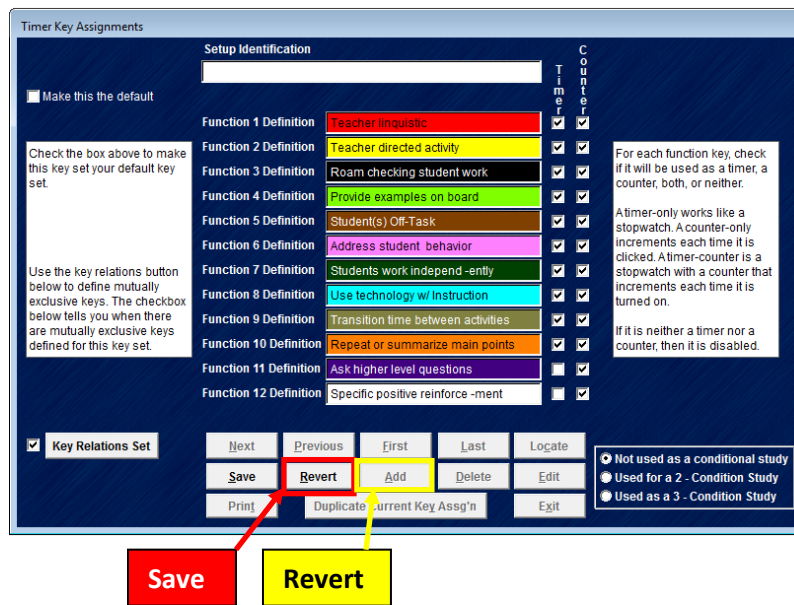 Timer Key Assignments
Setup Identification
Timer
Counter
Make this the default
Check the box above to make
this key set your default key
set.
Use the key relations button
below to define mutually
exclusive keys. The checkbox
below tells you when there
are mutually exclusive keys
defined for this key set.
Function 1 Definition Teacher linguistic
Function 2 Definition Teacher directed activity
Function 3 Definition Roam checking student work
Function 4 Definition Provide examples on board
Function 5 Definition Student(s) Off-Task
Function 6 Definition Address student behavior
Function 7 Definition Students work independ -ently
Function 8 Definition Use technology w/ Instruction
Function 9 Definition Transition time between activities
Function 10 Definition Repeat or summarize main points
Function 11 Definition Ask higher level questions
Function 12 Definition Specific positive reinforce -ment
For each function key, check
if it will be used as a timer, a
counter, both, or neither.
A timer-only works like a
stopwatch. A counter-only
increments each time it is
clicked. A timer-counter is a
stopwatch with a counter that
increments each time it is
turned on.
If it is neither a timer nor a
counter, then it is disabled.
Key Relations Set
Next Previous First Last Locate
Save Revert Add Delete Edit
Print Duplicate Current Key Assg'n Exit
Not used as a conditional study
Used for a 2 - Condition Study
Used as a 3 - Condition Study
Save
Revert